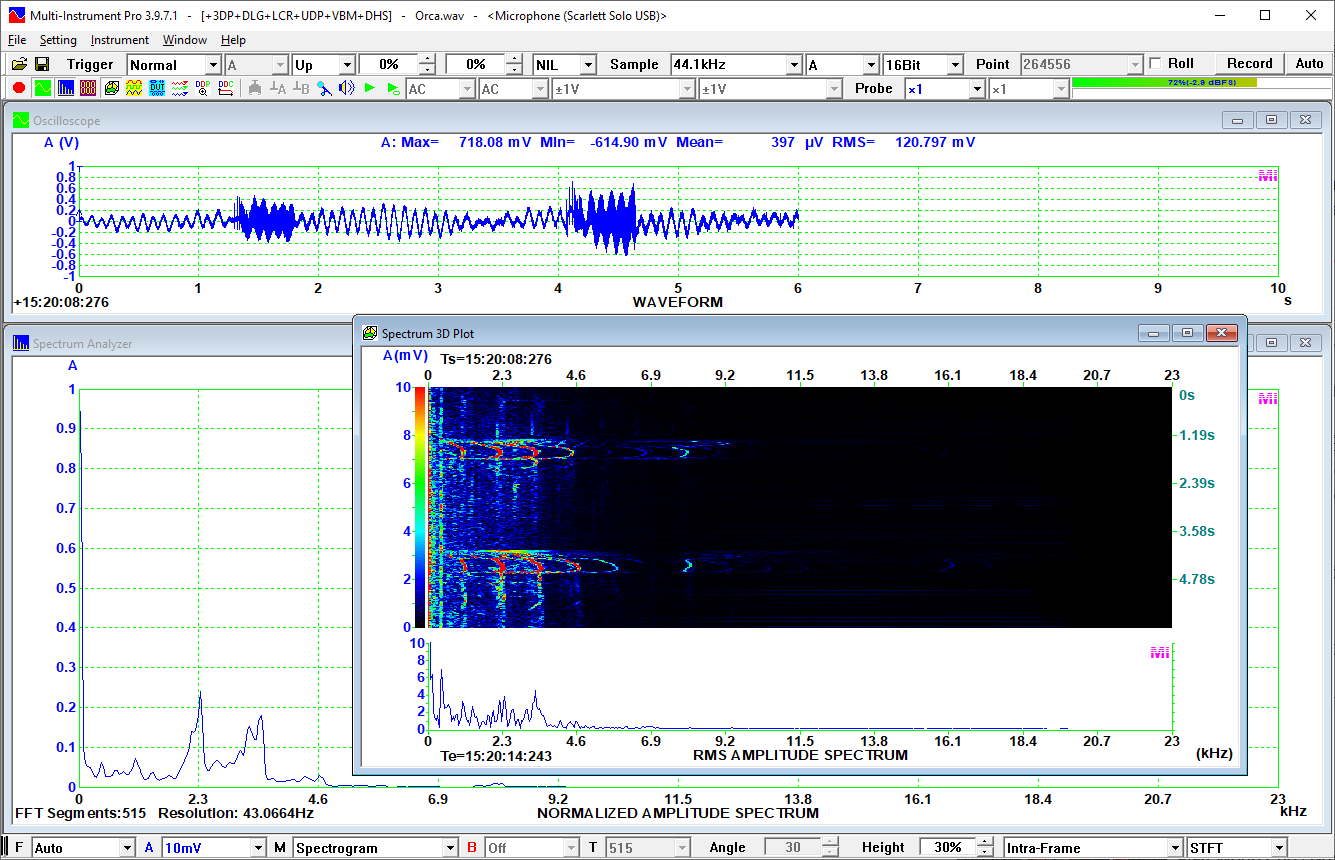 Multi-Instrument Pro 3.9.7.1 - [+3DP+DLG+LCR+UDP+VBM+DHS] - Orca.wav - <Microphone (Scarlett Solo USB)>
File Setting Instrument Window Help
Trigger Normal A Up 0% 0% NIL Sample 44.1kHz A 16Bit Point 264556 Roll Record Auto
DUT DDP DDC A B AC AC ±1V ±1V Probe ×1 ×1 72%(-2.9 dBFS)
Oscilloscope
A (V) A: Max= 718.08 mV Min= -614.90 mV Mean= 397 µV RMS= 120.797 mV
1
0.8
0.6
0.4
0.2
0
-0.2
-0.4
-0.6
-0.8
-1
Mi
0 1 2 3 4 5 6 7 8 9 10
+15:20:08:276 WAVEFORM s
Spectrum Analyzer
A
1
0.9
0.8
0.7
0.6
0.5
0.4
0.3
0.2
0.1
0
Mi
0 2.3 4.6 6.9 9.2 11.5 13.8 16.1 18.4 20.7 23
FFT Segments:515 Resolution: 43.0664Hz NORMALIZED AMPLITUDE SPECTRUM kHz
Spectrum 3D Plot
A(mV) Ts=15:20:08:276
0 2.3 4.6 6.9 9.2 11.5 13.8 16.1 18.4 20.7 23
10 0s
8 1.19s
6 2.39s
4 3.58s
2 4.78s
0
10
8
6
4
2
0
Mi
0 2.3 4.6 6.9 9.2 11.5 13.8 16.1 18.4 20.7 23
Te=15:20:14:243 RMS AMPLITUDE SPECTRUM (kHz)
F Auto A 10mV M Spectrogram B Off T 515 Angle 30 Height 30% Intra-Frame STFT